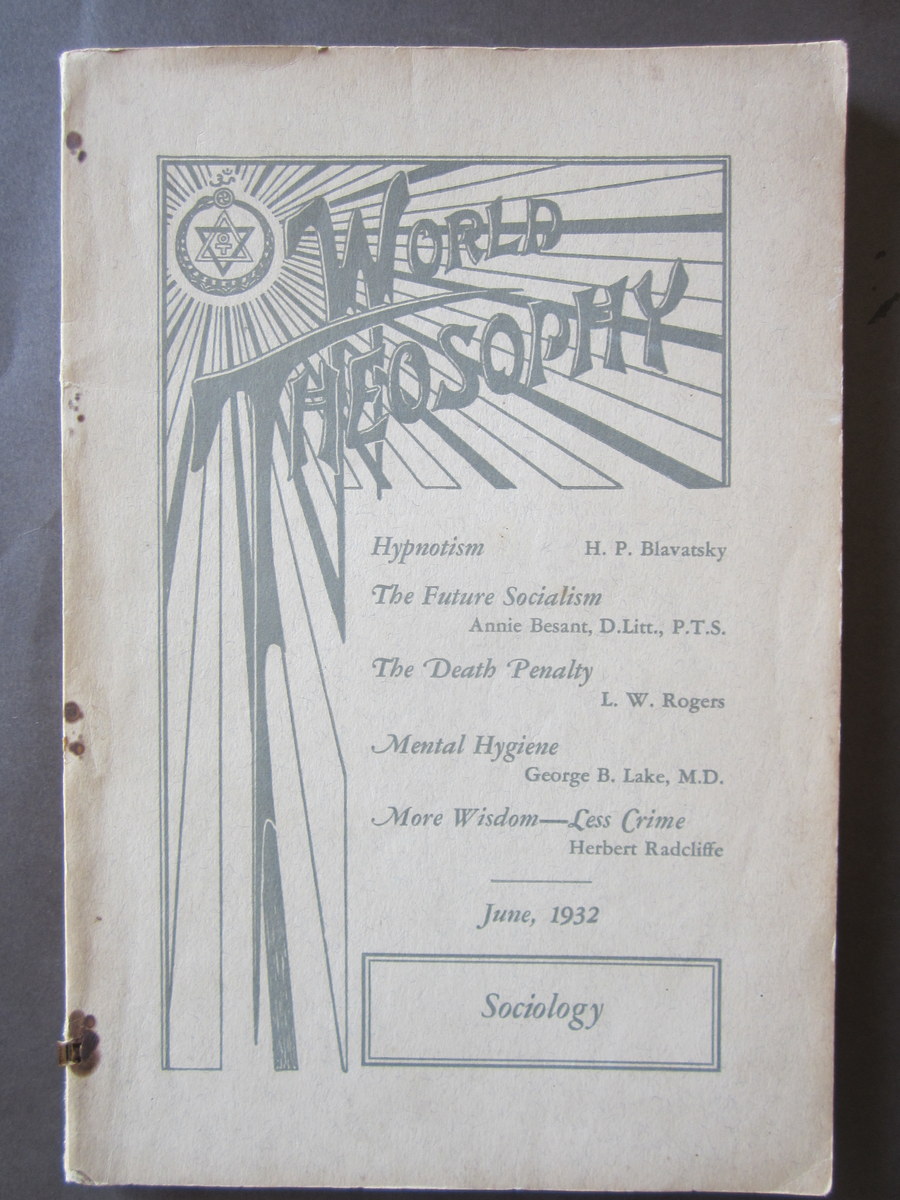 ॐ
WORLD
THEOSOPHY
Hypnotism H. P. Blavatsky
The Future Socialism
Annie Besant, D.Litt., P.T.S.
The Death Penalty
L. W. Rogers
Mental Hygiene
George B. Lake, M.D.
More Wisdom—Less Crime
Herbert Radcliffe
June, 1932
Sociology